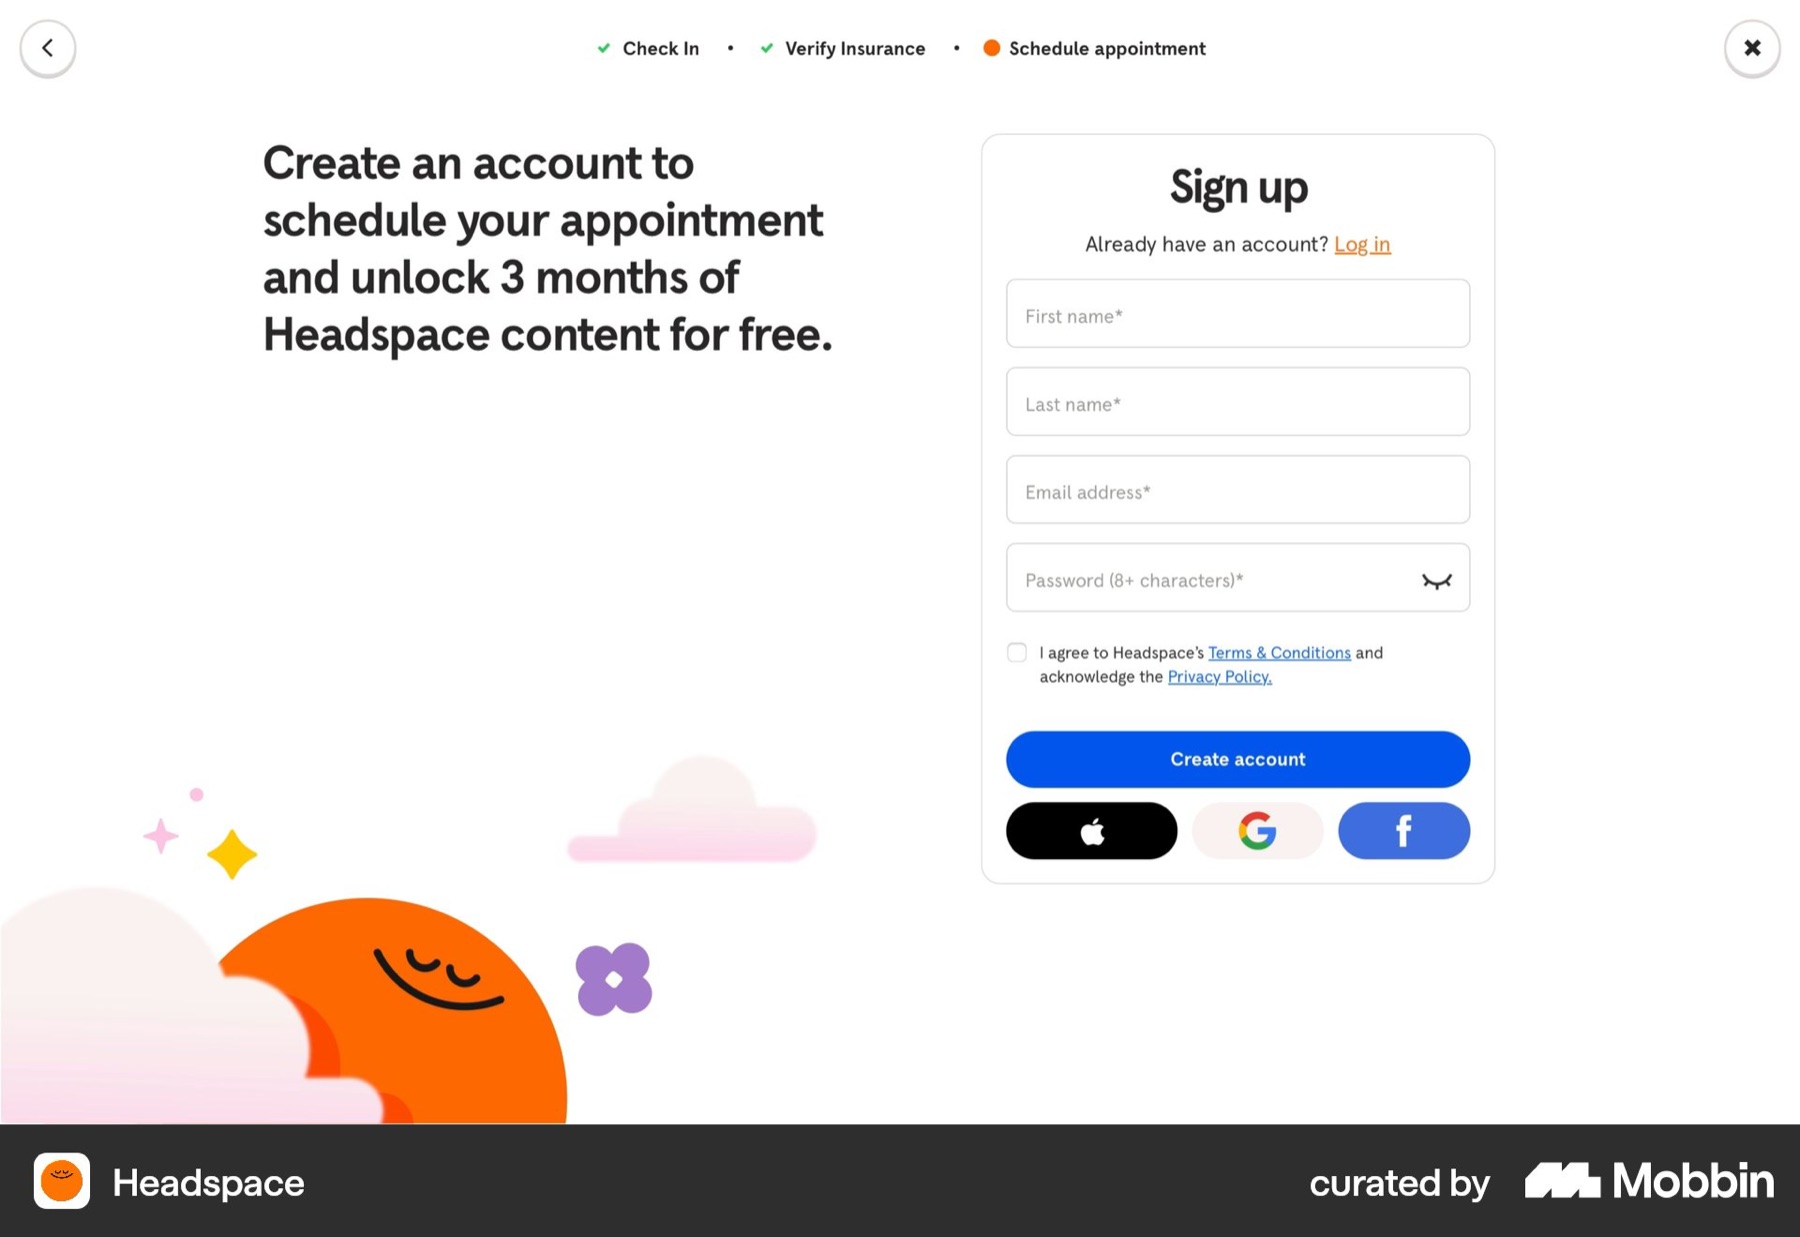 Check In • Verify Insurance • Schedule appointment
Create an account to
schedule your appointment
and unlock 3 months of
Headspace content for free.
Sign up
Already have an account? Log in
First name*
Last name*
Email address*
Password (8+ characters)*
I agree to Headspace’s Terms & Conditions and
acknowledge the Privacy Policy.
Create account
Headspace
curated by Mobbin